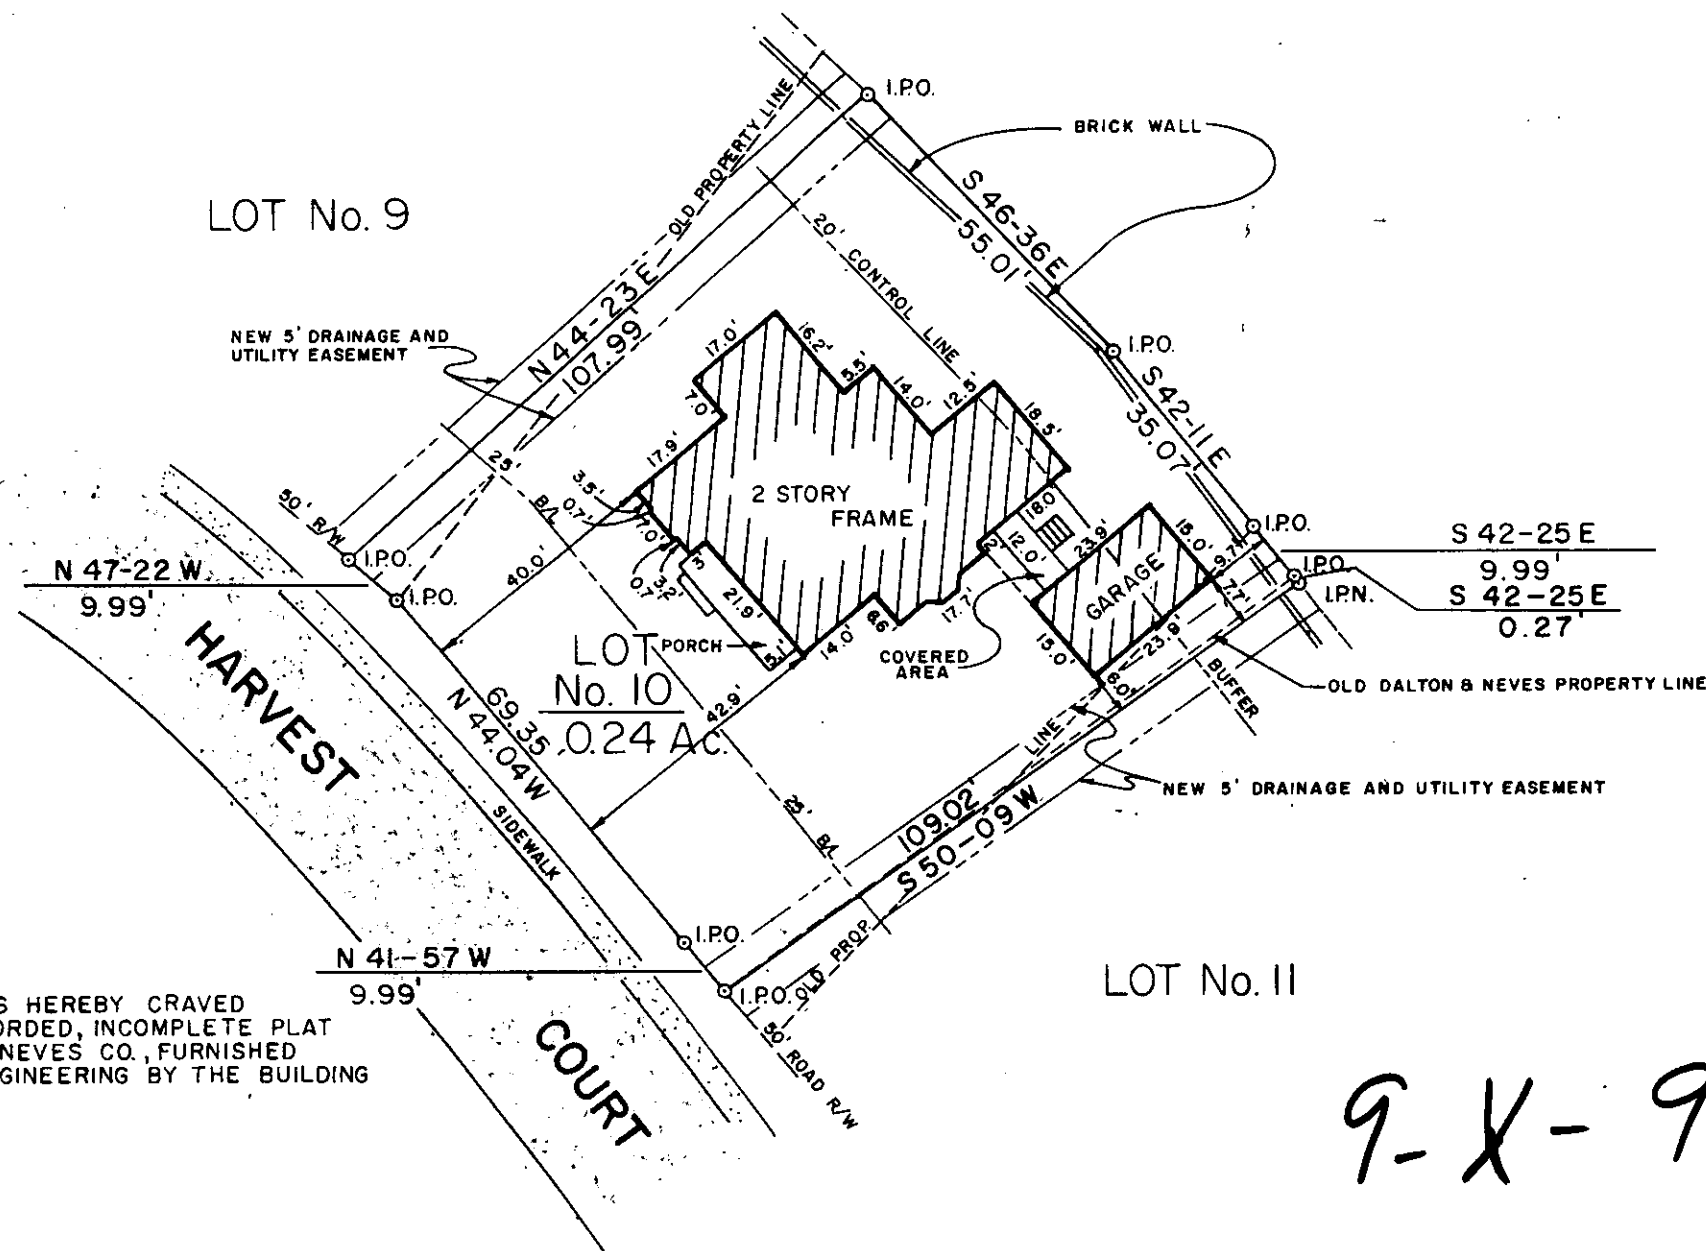 I.P.O.
BRICK WALL
OLD PROPERTY LINE
LOT No. 9
S 46-36 E
55.01'
20' CONTROL LINE
NEW 5' DRAINAGE AND
UTILITY EASEMENT
N 44-23 E
107.99'
17.0'
16.2'
5.5'
14.0'
12.5'
18.5'
7.0'
17.9'
I.P.O.
S 42-11 E
35.07'
25'
B/L
3.5'
0.7'
17.0'
0.7'
3.2'
3'
2 STORY
FRAME
18.0'
12.0'
2'
23.9'
15.0'
9.7'
GARAGE
7.7'
I.P.O.
S 42-25 E
9.99'
I.P.O.
I.P.N.
S 42-25 E
0.27'
50' R/W
I.P.O.
N 47-22 W
9.99'
I.P.O.
40.0'
21.9'
PORCH
5.1'
14.0'
6.6'
17.7'
COVERED
AREA
15.0'
23.9'
6.0'
BUFFER
OLD DALTON & NEVES PROPERTY LINE
HARVEST
LOT
No. 10
0.24 Ac.
69.35
N 44.04 W
42.9'
LINE
NEW 5' DRAINAGE AND UTILITY EASEMENT
SIDEWALK
25'
B/L
109.02'
S 50-09 W
I.P.O.
N 41-57 W
9.99'
I.P.O.
OLD PROP
LOT No. 11
50' ROAD R/W
S HEREBY CRAVED
ORDED, INCOMPLETE PLAT
NEVES CO., FURNISHED
GINEERING BY THE BUILDING
COURT
9-X-9